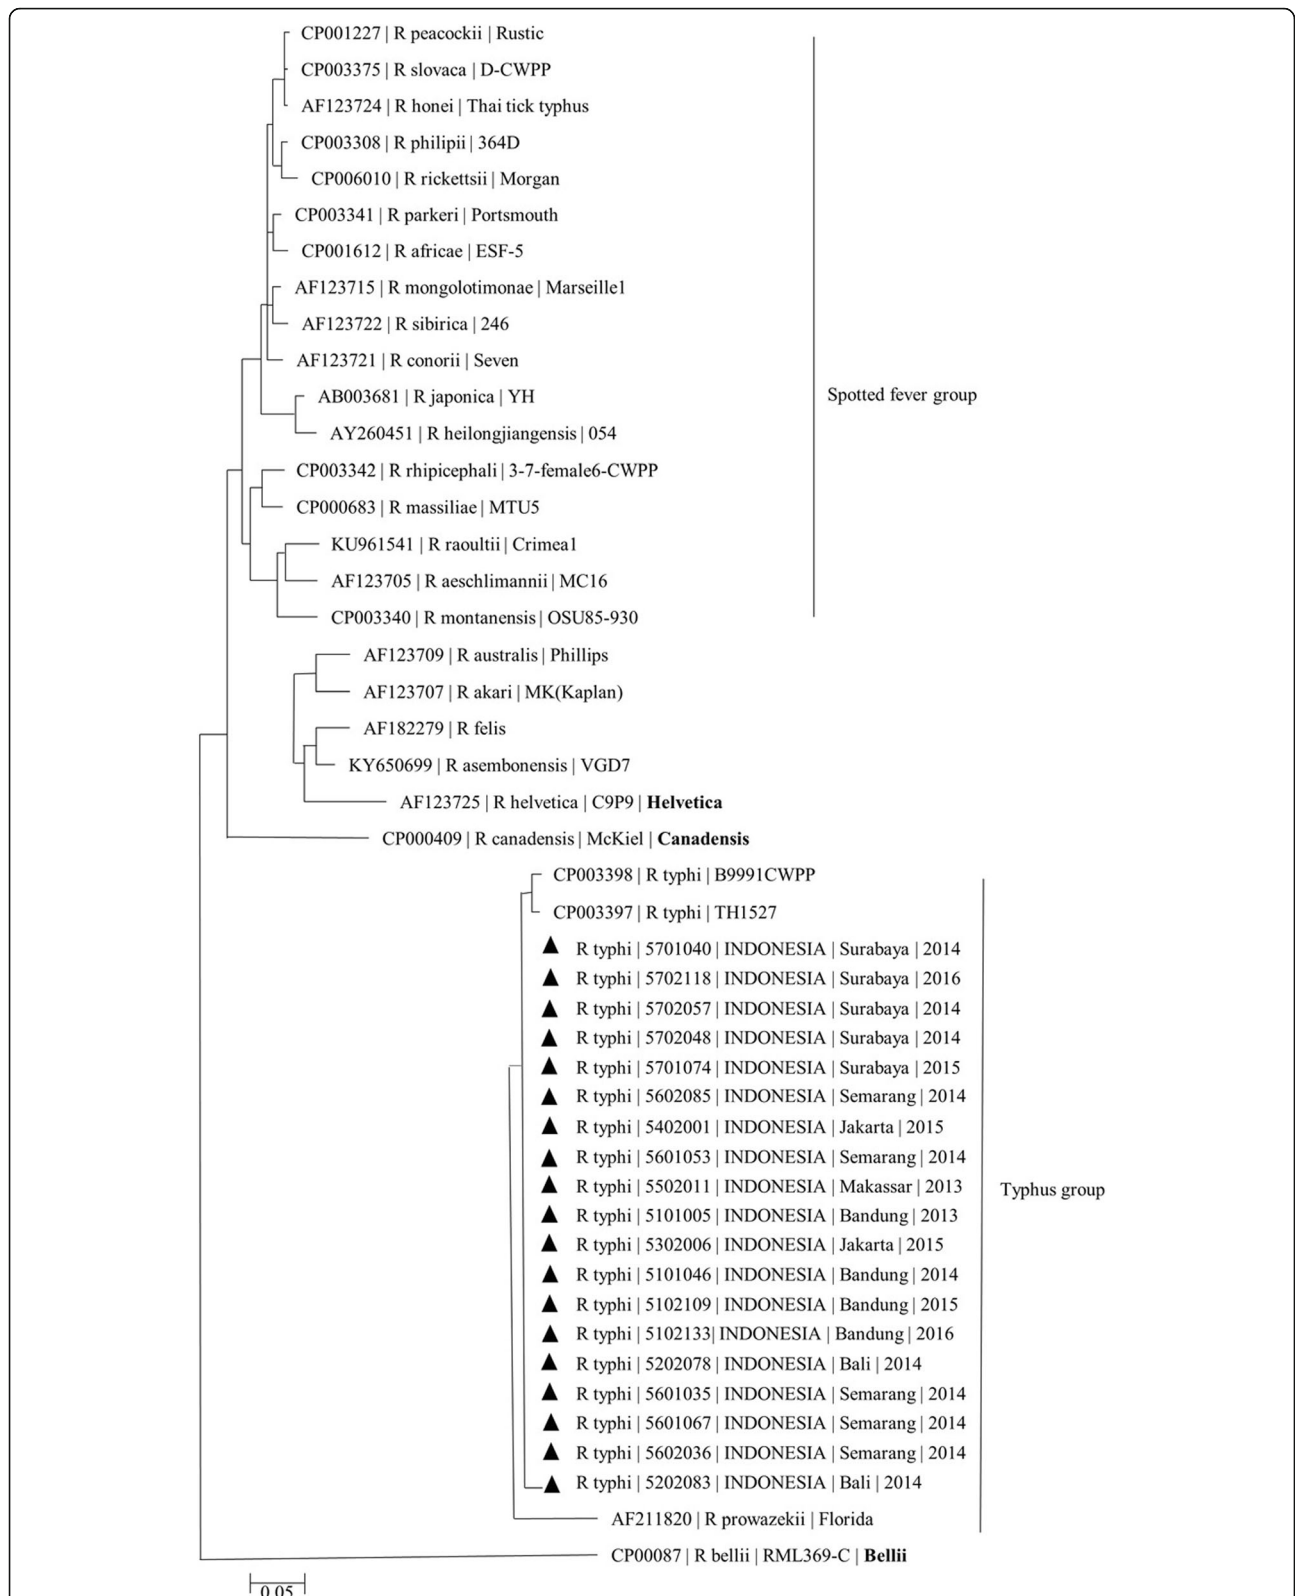 CP001227 | R peacockii | Rustic
CP003375 | R slovaca | D-CWPP
AF123724 | R honei | Thai tick typhus
CP003308 | R philipii | 364D
CP006010 | R rickettsii | Morgan
CP003341 | R parkeri | Portsmouth
CP001612 | R africae | ESF-5
AF123715 | R mongolotimonae | Marseille1
AF123722 | R sibirica | 246
AF123721 | R conorii | Seven
AB003681 | R japonica | YH
Spotted fever group
AY260451 | R heilongjiangensis | 054
CP003342 | R rhipicephali | 3-7-female6-CWPP
CP000683 | R massiliae | MTU5
KU961541 | R raoultii | Crimea1
AF123705 | R aeschlimannii | MC16
CP003340 | R montanensis | OSU85-930
AF123709 | R australis | Phillips
AF123707 | R akari | MK(Kaplan)
AF182279 | R felis
KY650699 | R asembonensis | VGD7
AF123725 | R helvetica | C9P9 | Helvetica
CP000409 | R canadensis | McKiel | Canadensis
CP003398 | R typhi | B9991CWPP
CP003397 | R typhi | TH1527
R typhi | 5701040 | INDONESIA | Surabaya | 2014
R typhi | 5702118 | INDONESIA | Surabaya | 2016
R typhi | 5702057 | INDONESIA | Surabaya | 2014
R typhi | 5702048 | INDONESIA | Surabaya | 2014
R typhi | 5701074 | INDONESIA | Surabaya | 2015
R typhi | 5602085 | INDONESIA | Semarang | 2014
R typhi | 5402001 | INDONESIA | Jakarta | 2015
R typhi | 5601053 | INDONESIA | Semarang | 2014
R typhi | 5502011 | INDONESIA | Makassar | 2013
Typhus group
R typhi | 5101005 | INDONESIA | Bandung | 2013
R typhi | 5302006 | INDONESIA | Jakarta | 2015
R typhi | 5101046 | INDONESIA | Bandung | 2014
R typhi | 5102109 | INDONESIA | Bandung | 2015
R typhi | 5102133| INDONESIA | Bandung | 2016
R typhi | 5202078 | INDONESIA | Bali | 2014
R typhi | 5601035 | INDONESIA | Semarang | 2014
R typhi | 5601067 | INDONESIA | Semarang | 2014
R typhi | 5602036 | INDONESIA | Semarang | 2014
R typhi | 5202083 | INDONESIA | Bali | 2014
AF211820 | R prowazekii | Florida
CP00087 | R bellii | RML369-C | Bellii
0.05